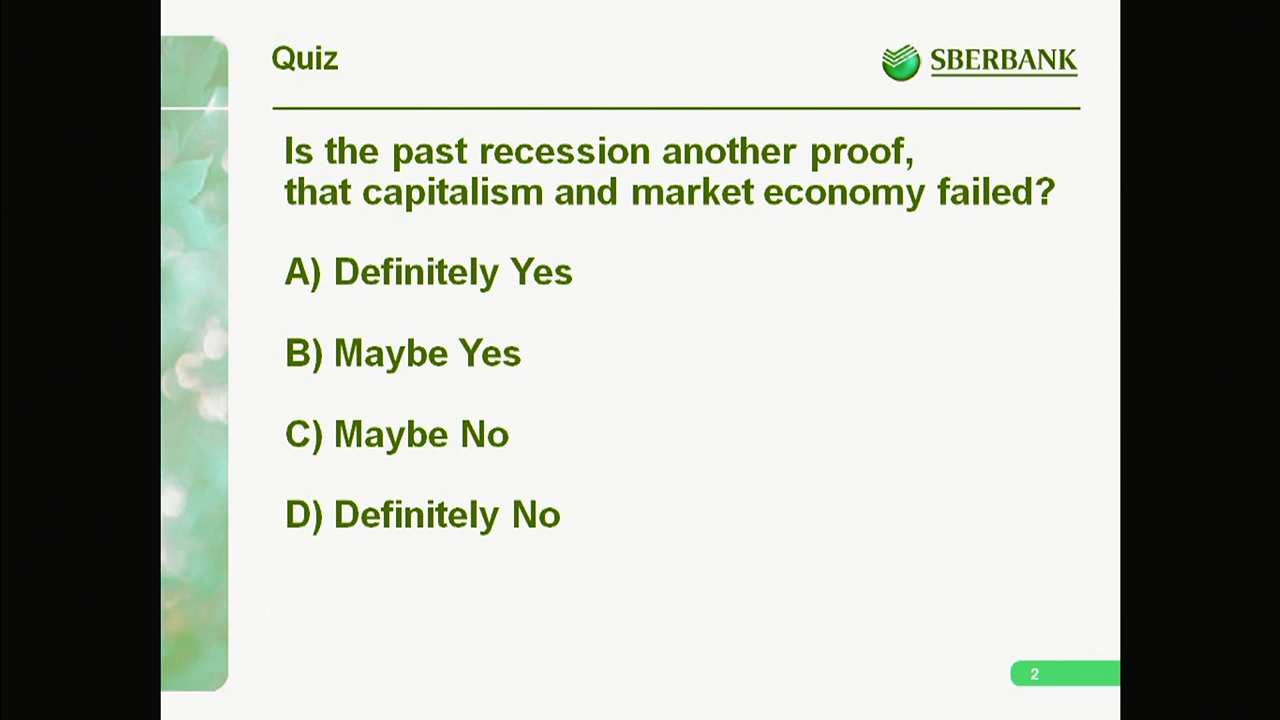 Quiz
SBERBANK
Is the past recession another proof,
that capitalism and market economy failed?
A) Definitely Yes
B) Maybe Yes
C) Maybe No
D) Definitely No
2